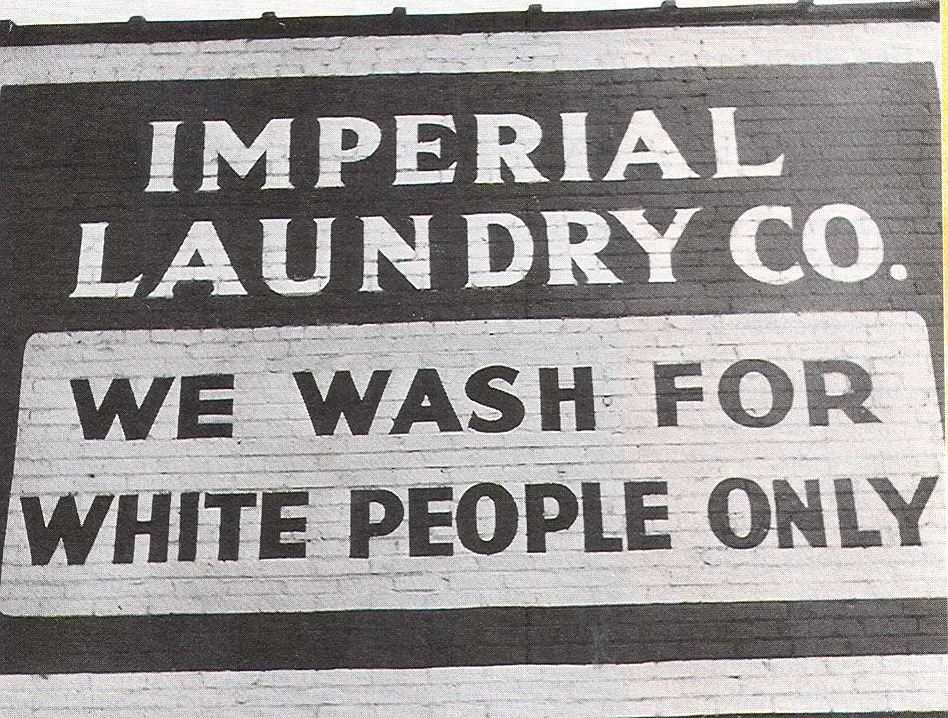 IMPERIAL
LAUNDRY CO.
WE WASH FOR
WHITE PEOPLE ONLY